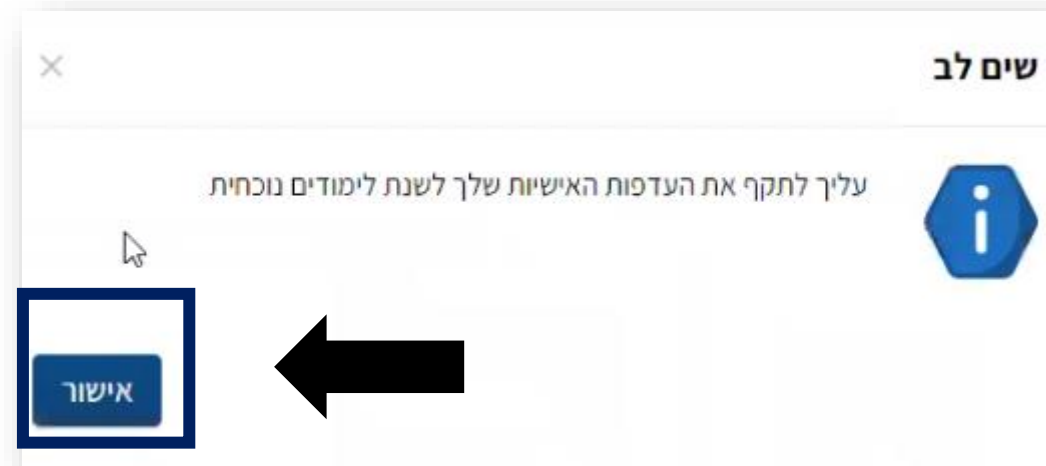 שים לב
עליך לתקף את העדפות האישיות שלך לשנת לימודים נוכחית
אישור